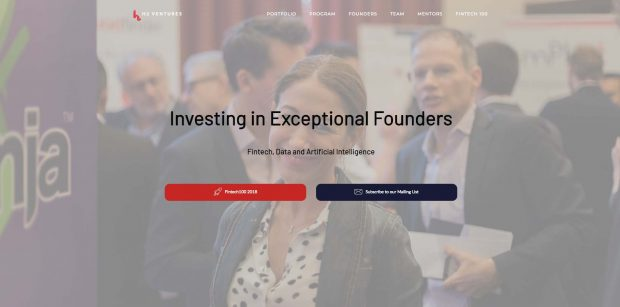 H2 VENTURES
PORTFOLIO
PROGRAM
FOUNDERS
TEAM
MENTORS
FINTECH 100
Investing in Exceptional Founders
Fintech, Data and Artificial Intelligence
Fintech100 2018
Subscribe to our Mailing List
nja
TM